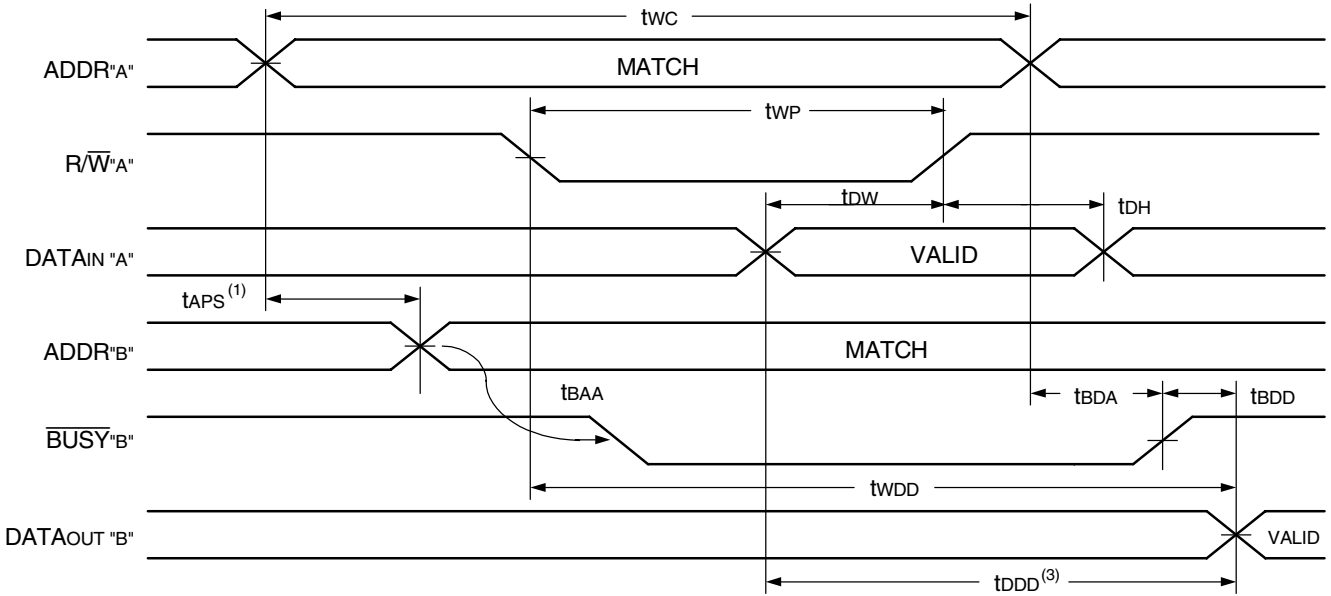 tWC
ADDR"A"
MATCH
tWP
R/W"A"
tDW
tDH
DATAIN "A"
VALID
tAPS(1)
ADDR"B"
MATCH
tBAA
tBDA
tBDD
BUSY"B"
tWDD
DATAOUT "B"
VALID
tDDD(3)